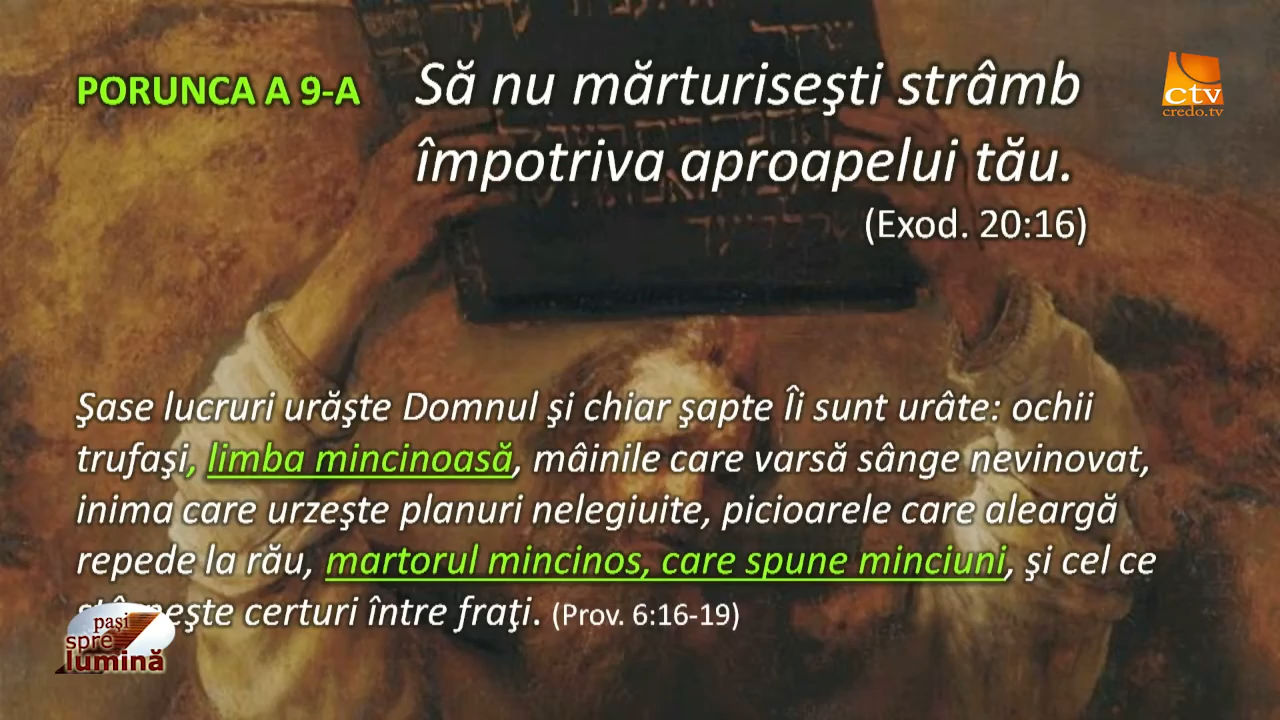 PORUNCA A 9-A
Să nu mărturiseşti strâmb
împotriva aproapelui tău.
(Exod. 20:16)
ctv
credo.tv
Şase lucruri urăşte Domnul şi chiar şapte Îi sunt urâte: ochii
trufaşi, limba mincinoasă, mâinile care varsă sânge nevinovat,
inima care urzeşte planuri nelegiuite, picioarele care aleargă
repede la rău, martorul mincinos, care spune minciuni, şi cel ce
certuri între fraţi. (Prov. 6:16-19)
paşi
spre
lumină